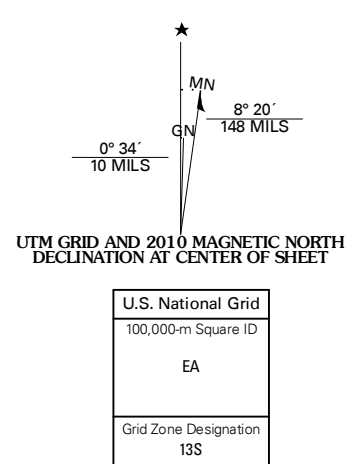 MN
8° 20´
148 MILS
GN
0° 34´
10 MILS
UTM GRID AND 2010 MAGNETIC NORTH
DECLINATION AT CENTER OF SHEET
U.S. National Grid
100,000-m Square ID
EA
Grid Zone Designation
13S